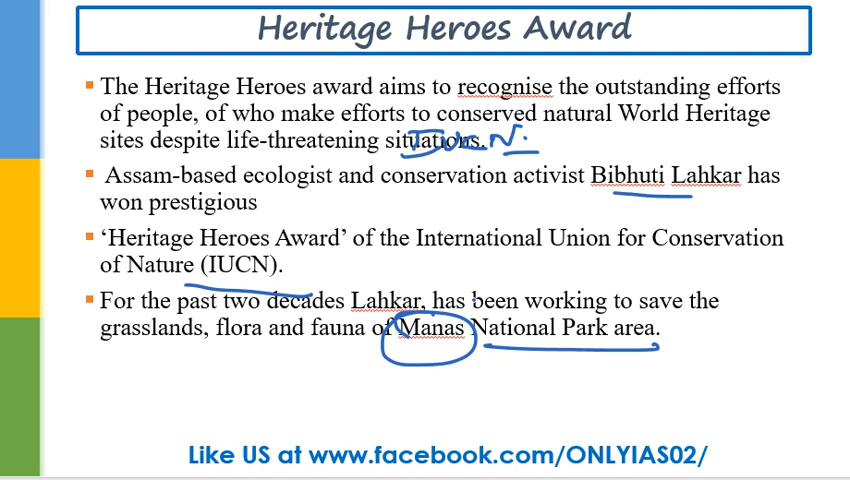 Heritage Heroes Award
The Heritage Heroes award aims to recognise the outstanding efforts
of people, of who make efforts to conserved natural World Heritage
sites despite life-threatening situations.
I.U.C.N.
Assam-based ecologist and conservation activist Bibhuti Lahkar has
won prestigious
‘Heritage Heroes Award’ of the International Union for Conservation
of Nature (IUCN).
For the past two decades Lahkar, has been working to save the
grasslands, flora and fauna of Manas National Park area.
Like US at www.facebook.com/ONLYIAS02/